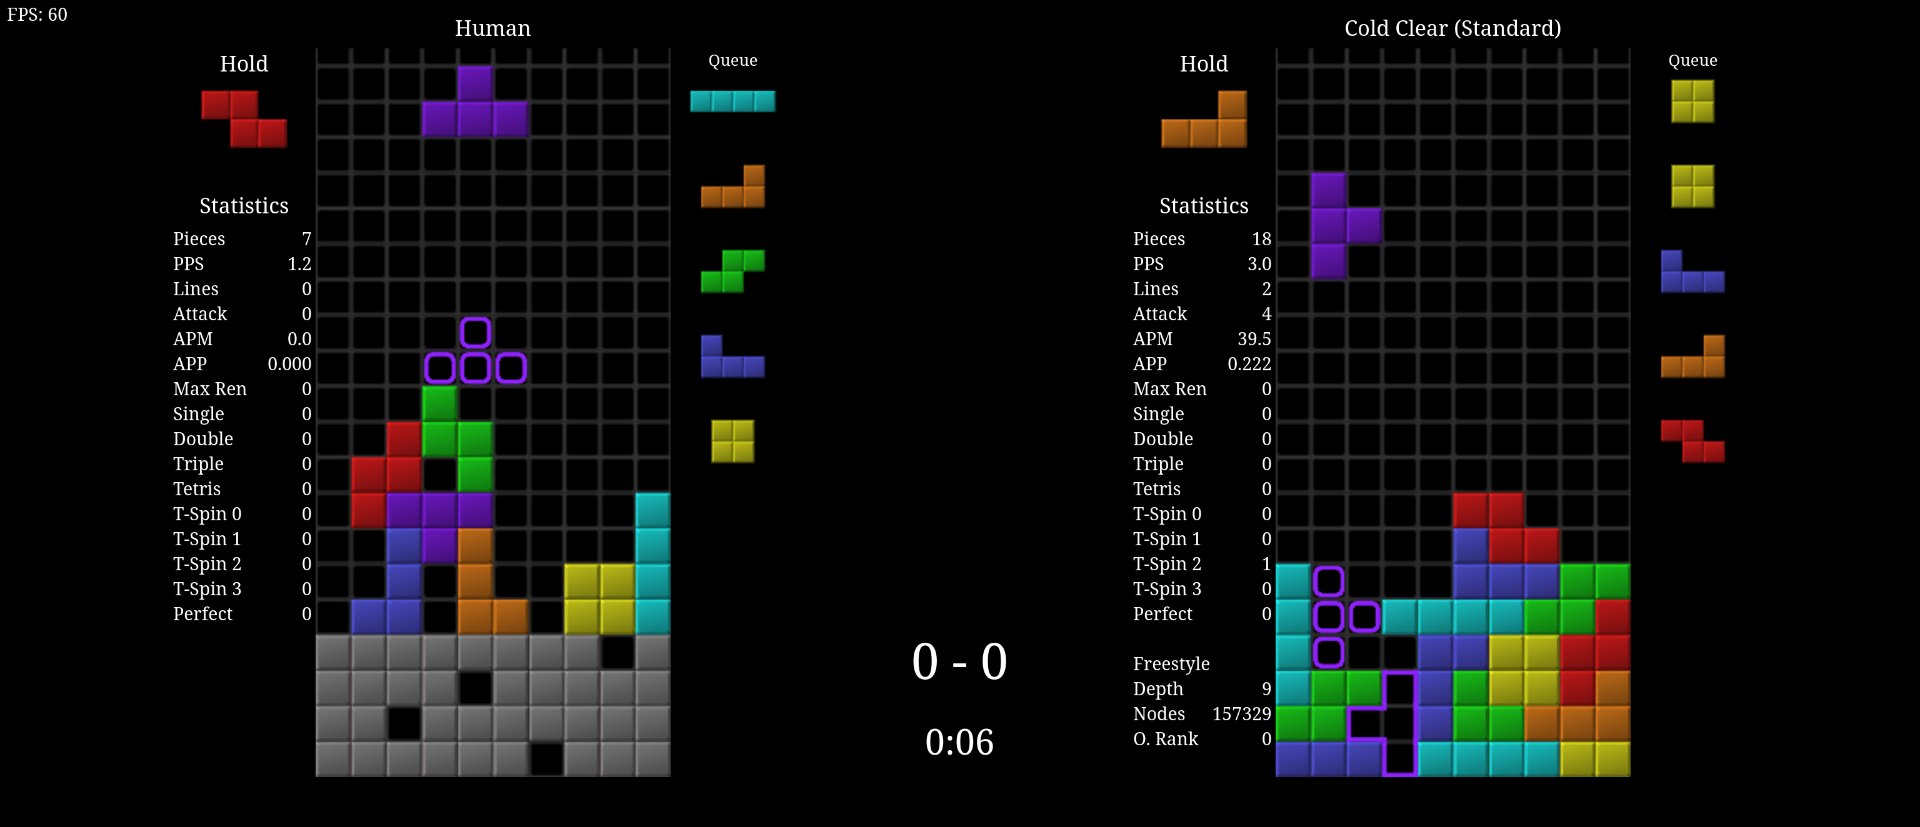 FPS: 60
Human
Hold
Queue
Statistics
Pieces 7
PPS 1.2
Lines 0
Attack 0
APM 0.0
APP 0.000
Max Ren 0
Single 0
Double 0
Triple 0
Tetris 0
T-Spin 0 0
T-Spin 1 0
T-Spin 2 0
T-Spin 3 0
Perfect 0
0 - 0
0:06
Cold Clear (Standard)
Hold
Queue
Statistics
Pieces 18
PPS 3.0
Lines 2
Attack 4
APM 39.5
APP 0.222
Max Ren 0
Single 0
Double 0
Triple 0
Tetris 0
T-Spin 0 0
T-Spin 1 0
T-Spin 2 1
T-Spin 3 0
Perfect 0
Freestyle
Depth 9
Nodes 157329
O. Rank 0